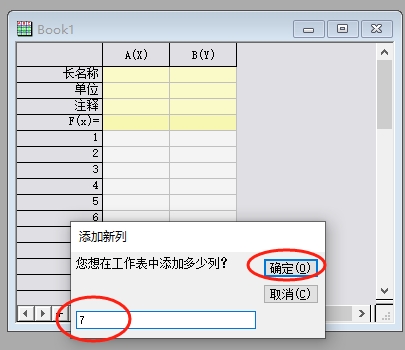 Book1
A(X) B(Y)
长名称
单位
注释
F(x)=
1
2
3
4
5
6
添加新列
您想在工作表中添加多少列?
确定(O)
取消(C)
7